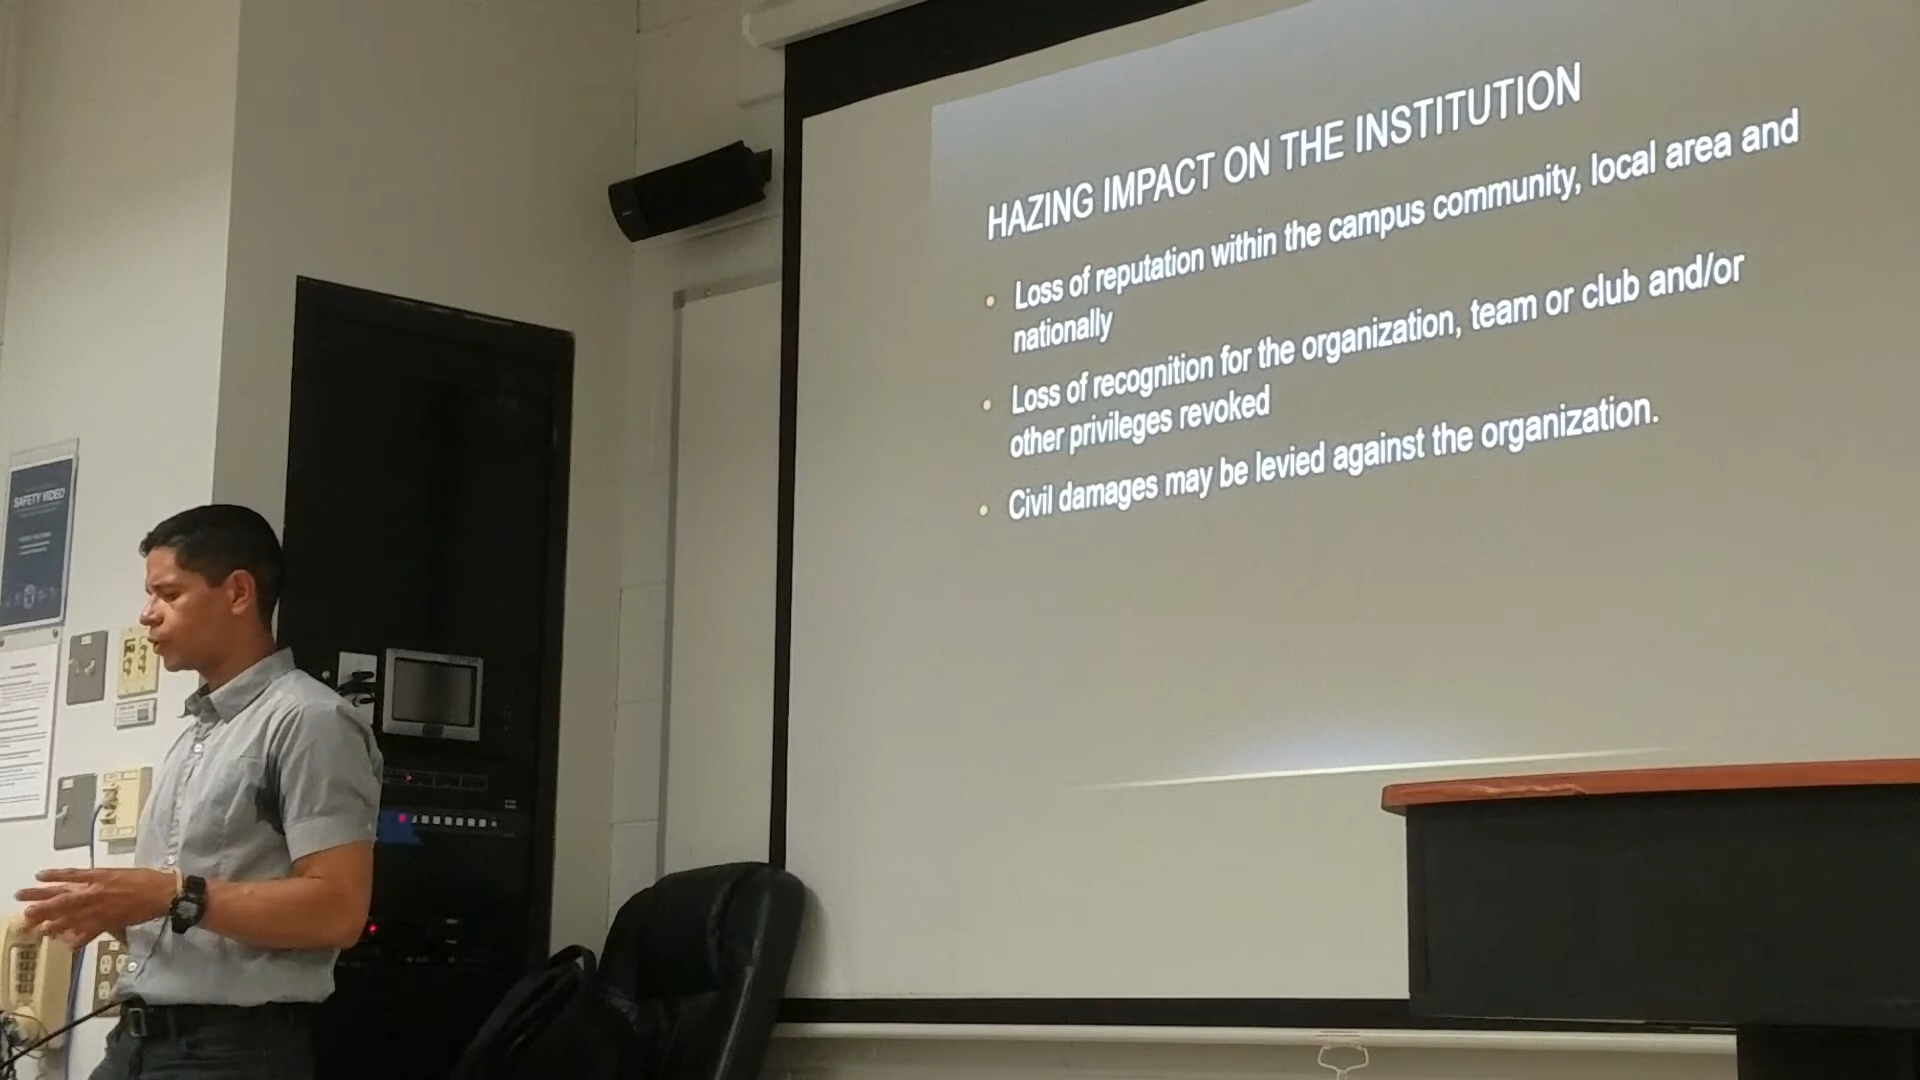 HAZING IMPACT ON THE INSTITUTION
• Loss of reputation within the campus community, local area and
nationally
• Loss of recognition for the organization, team or club and/or
other privileges revoked
• Civil damages may be levied against the organization.
SAFETY VIDEO